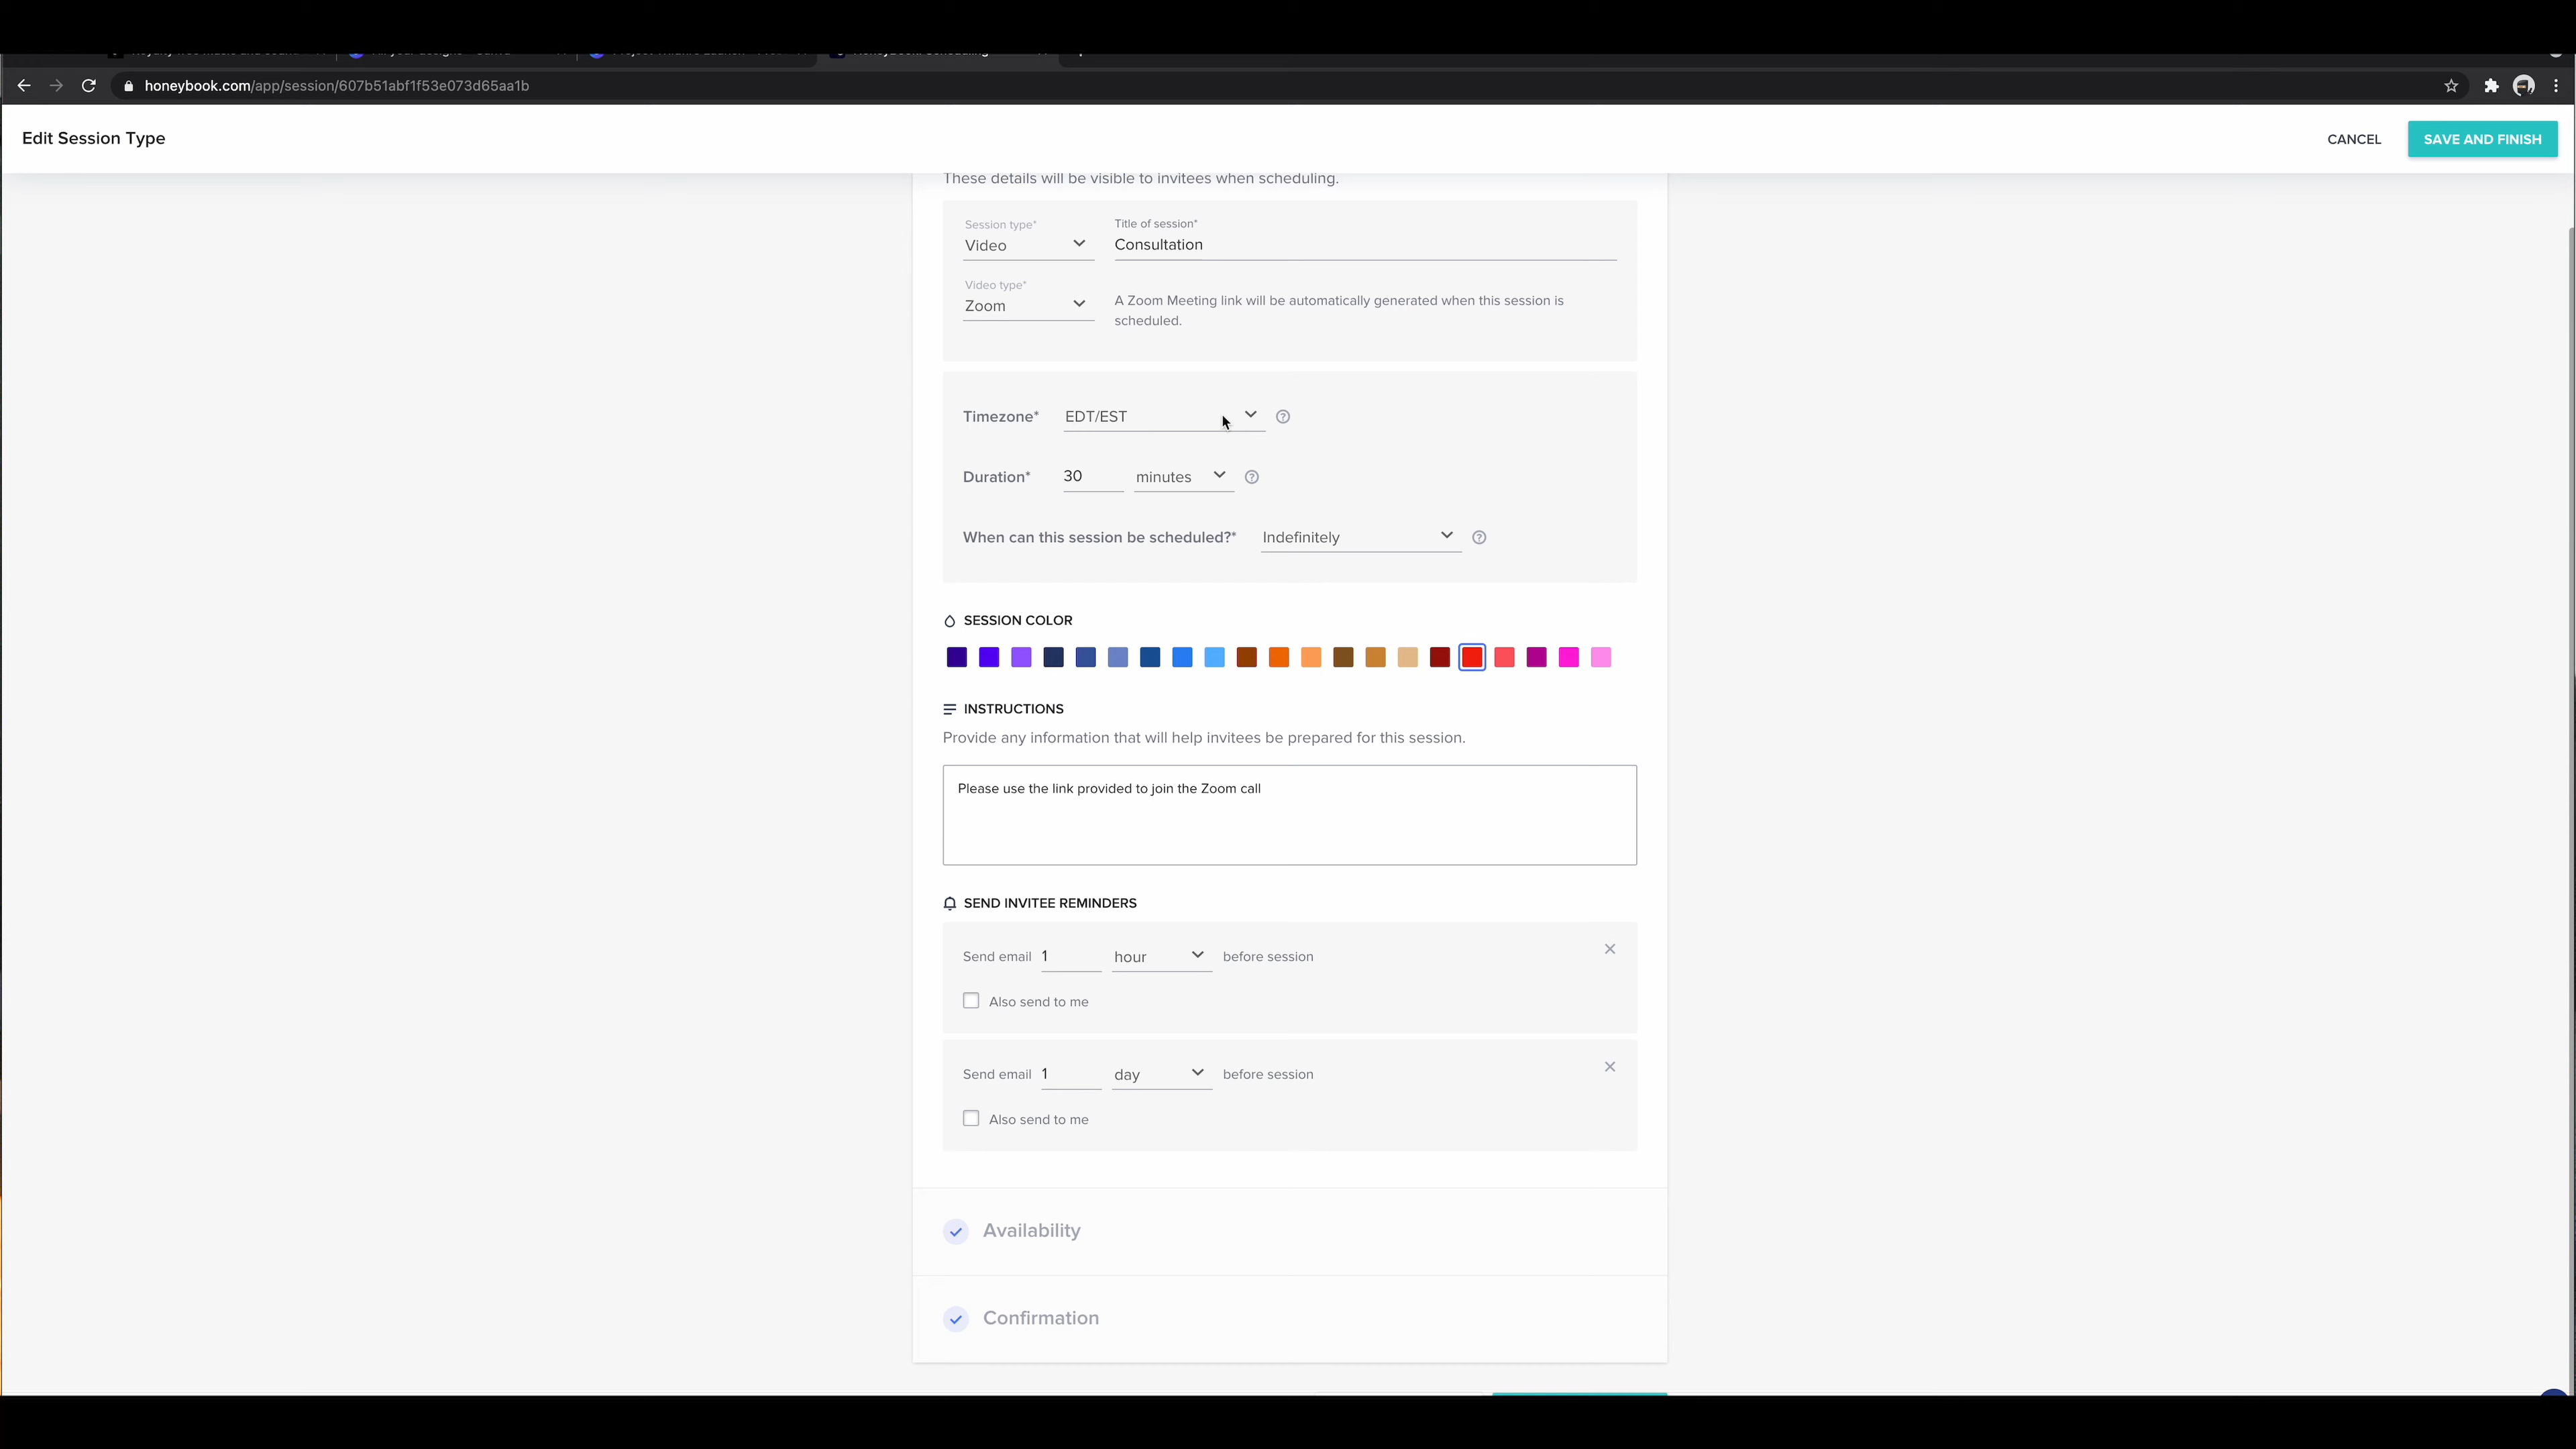 honeybook.com/app/session/607b51abf1f53e073d65aa1b
Edit Session Type
CANCEL
SAVE AND FINISH
These details will be visible to invitees when scheduling.
Session type*
Title of session*
Video
Consultation
Video type*
Zoom
A Zoom Meeting link will be automatically generated when this session is
scheduled.
Timezone* EDT/EST
Duration* 30 minutes
When can this session be scheduled?* Indefinitely
SESSION COLOR
INSTRUCTIONS
Provide any information that will help invitees be prepared for this session.
Please use the link provided to join the Zoom call
SEND INVITEE REMINDERS
Send email 1 hour before session
Also send to me
Send email 1 day before session
Also send to me
Availability
Confirmation